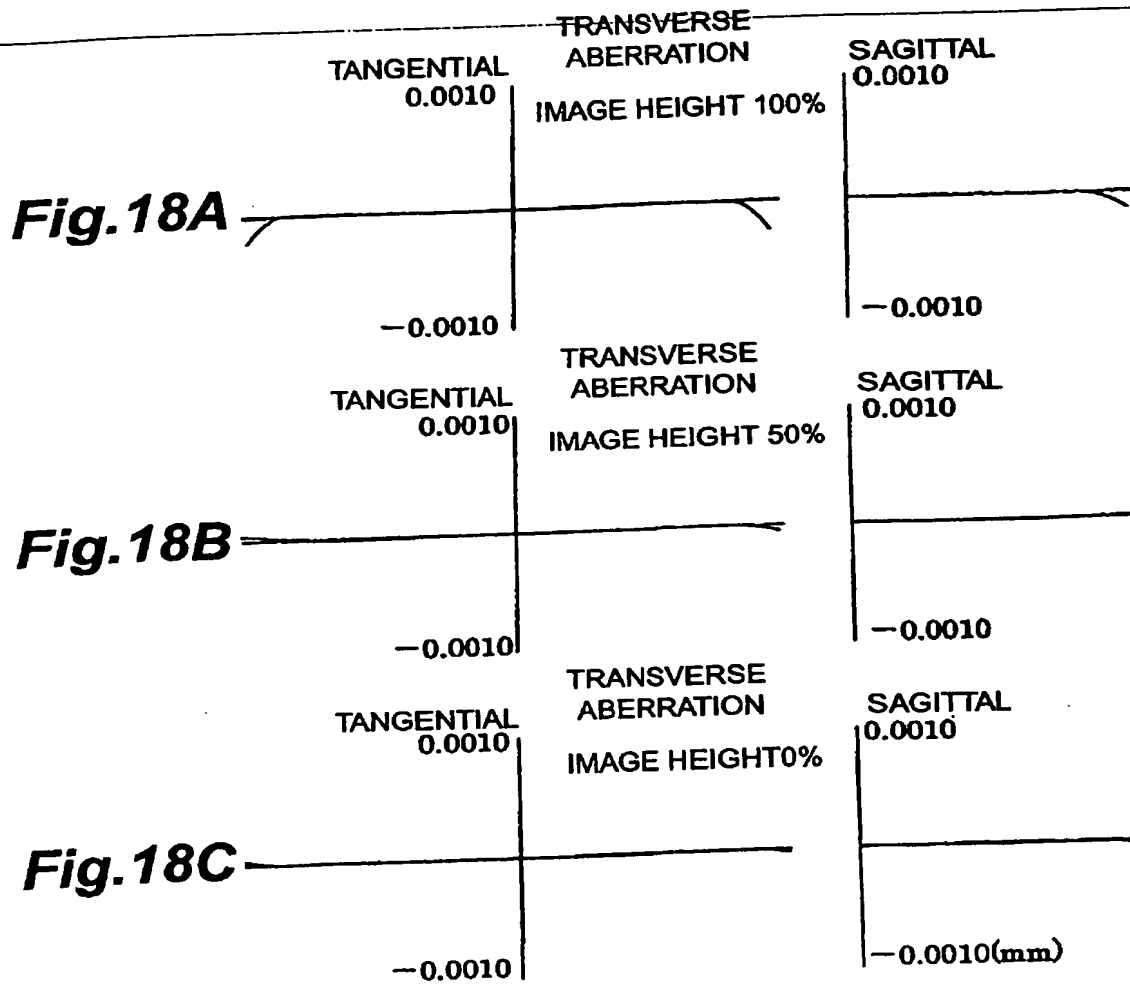 TRANSVERSE
ABERRATION
TANGENTIAL
0.0010
IMAGE HEIGHT 100%
SAGITTAL
0.0010
Fig.18A
−0.0010
−0.0010
TRANSVERSE
ABERRATION
TANGENTIAL
0.0010
IMAGE HEIGHT 50%
SAGITTAL
0.0010
Fig.18B
−0.0010
−0.0010
TRANSVERSE
ABERRATION
TANGENTIAL
0.0010
IMAGE HEIGHT0%
SAGITTAL
0.0010
Fig.18C
−0.0010
−0.0010(mm)